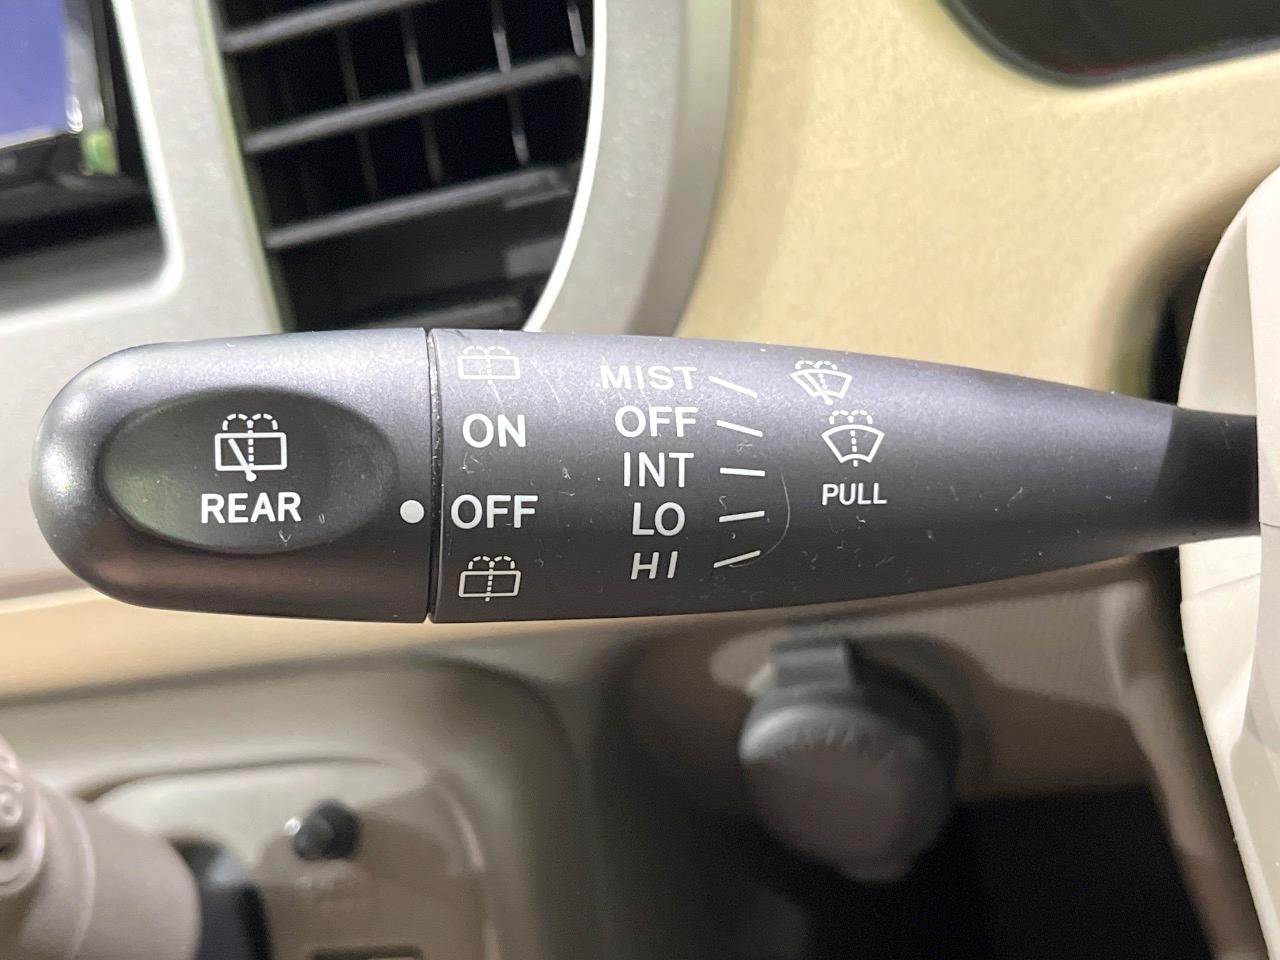 REAR
ON
OFF
MIST
OFF
INT
LO
HI
PULL